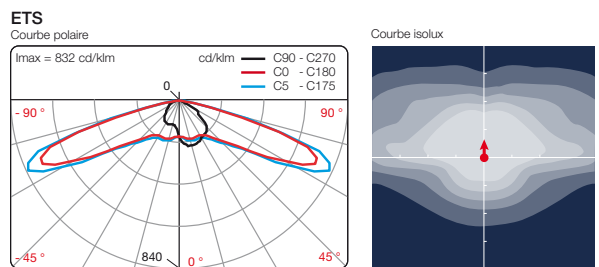 ETS
Courbe polaire
Imax = 832 cd/klm
cd/klm
C90 - C270
C0 - C180
C5 - C175
0
- 90 °
90 °
- 45 °
840
0 °
45 °
Courbe isolux